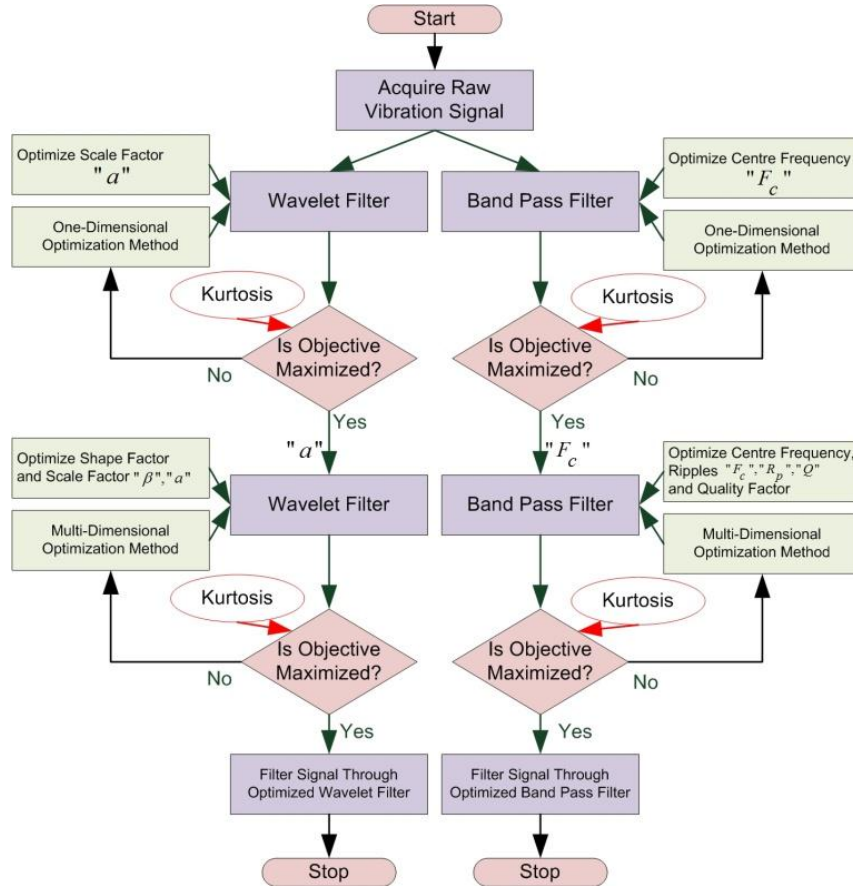 Start
Acquire Raw
Vibration Signal
Optimize Scale Factor
"a"
Optimize Centre Frequency
"F_c"
Wavelet Filter
Band Pass Filter
One-Dimensional
Optimization Method
One-Dimensional
Optimization Method
Kurtosis
Kurtosis
Is Objective
Maximized?
Is Objective
Maximized?
No
No
Yes
Yes
"a"
"F_c"
Optimize Shape Factor
and Scale Factor "β","a"
Optimize Centre Frequency,
Ripples "F_c","R_p","Q"
and Quality Factor
Wavelet Filter
Band Pass Filter
Multi-Dimensional
Optimization Method
Multi-Dimensional
Optimization Method
Kurtosis
Kurtosis
Is Objective
Maximized?
Is Objective
Maximized?
No
No
Yes
Yes
Filter Signal Through
Optimized Wavelet Filter
Filter Signal Through
Optimized Band Pass Filter
Stop
Stop